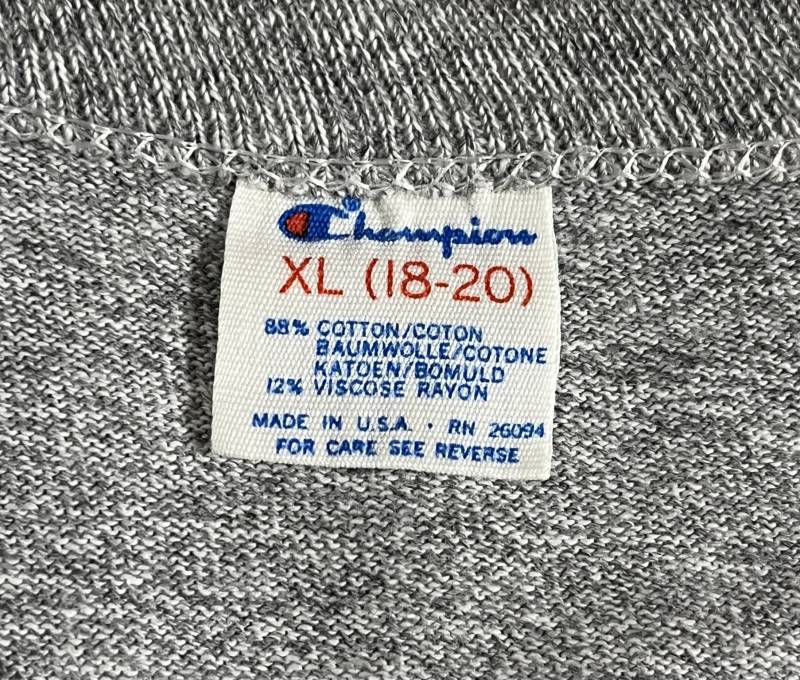 Champion®
XL (18-20)
88% COTTON/COTON
BAUMWOLLE/COTONE
KATOEN/BOMULD
12% VISCOSE RAYON
MADE IN U.S.A. · RN 26094
FOR CARE SEE REVERSE